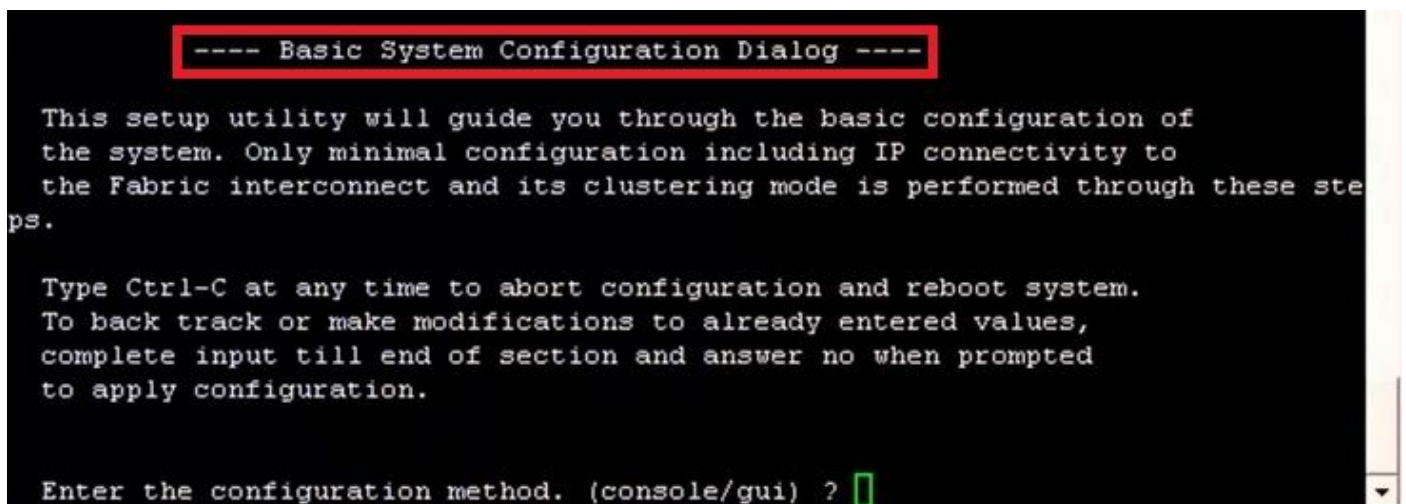 ---- Basic System Configuration Dialog ----
This setup utility will guide you through the basic configuration of
the system. Only minimal configuration including IP connectivity to
the Fabric interconnect and its clustering mode is performed through these ste
ps.
Type Ctrl-C at any time to abort configuration and reboot system.
To back track or make modifications to already entered values,
complete input till end of section and answer no when prompted
to apply configuration.
Enter the configuration method. (console/gui) ?